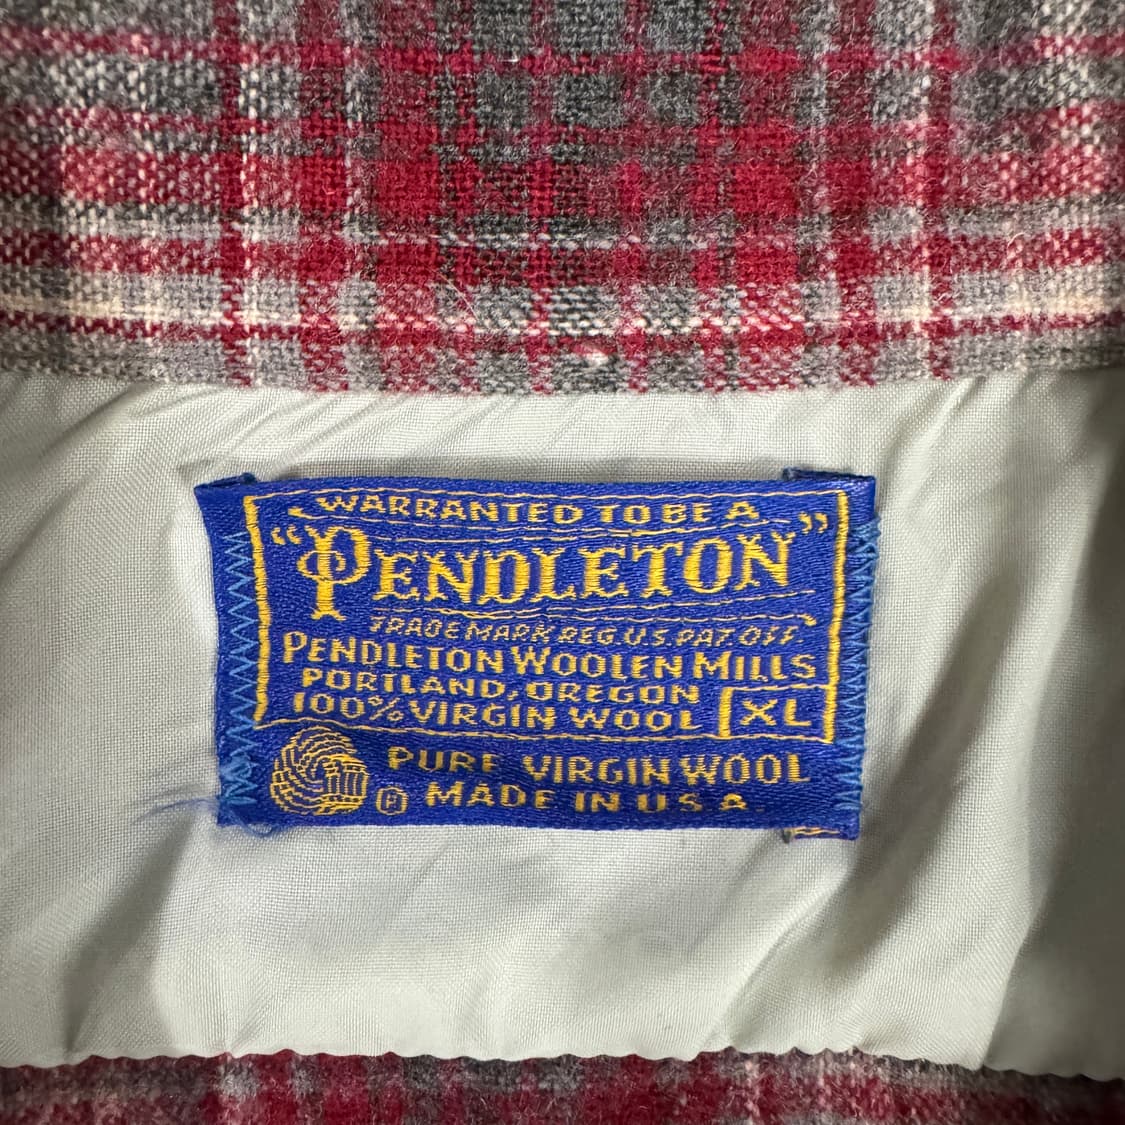 WARRANTED TO BE A
"PENDLETON"
TRADE MARK REG. U.S. PAT. OFF.
PENDLETON WOOLEN MILLS
PORTLAND, OREGON
100% VIRGIN WOOL XL
PURE VIRGIN WOOL
® MADE IN U S A.